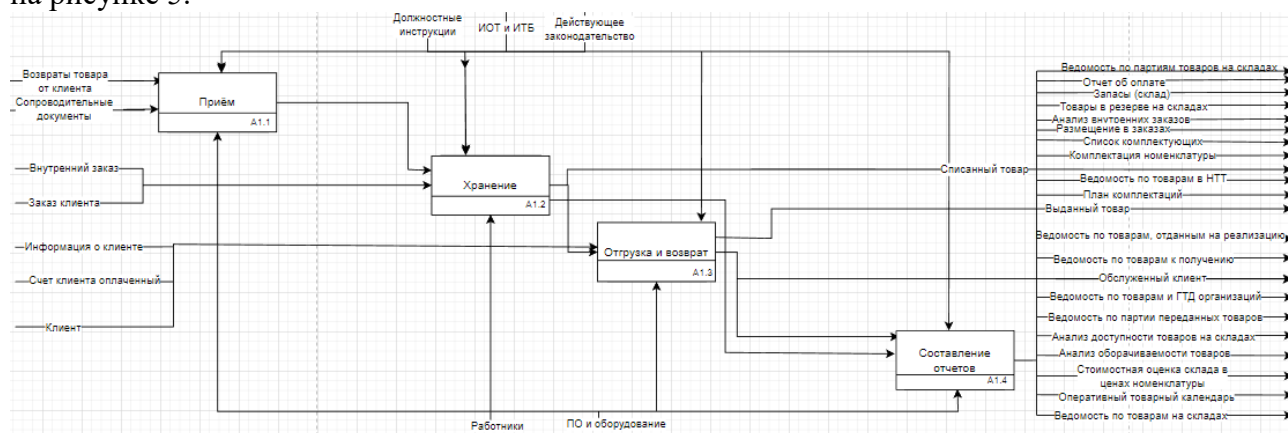 на рисунке 5.
Должностные
инструкции
ИОТ и ИТБ
Действующее
законодательство
Возвраты товара
от клиента
Сопроводительные
документы
Приём
A1.1
Внутренний заказ
Заказ клиента
Хранение
A1.2
Информация о клиенте
Счет клиента оплаченный
Клиент
Отгрузка и возврат
A1.3
Составление
отчетов
A1.4
Работники
ПО и оборудование
Ведомость по партиям товаров на складах
Отчет об оплате
Запасы (склад)
Товары в резерве на складах
Анализ внутренних заказов
Размещение в заказах
Список комплектующих
Комплектация номенклатуры
Списанный товар
Ведомость по товарам в НТТ
План комплектаций
Выданный товар
Ведомость по товарам, отданным на реализацию
Ведомость по товарам к получению
Обслуженный клиент
Ведомость по товарам и ГТД организаций
Ведомость по партии переданных товаров
Анализ доступности товаров на складах
Анализ оборачиваемости товаров
Стоимостная оценка склада в
ценах номенклатуры
Оперативный товарный календарь
Ведомость по товарам на складах